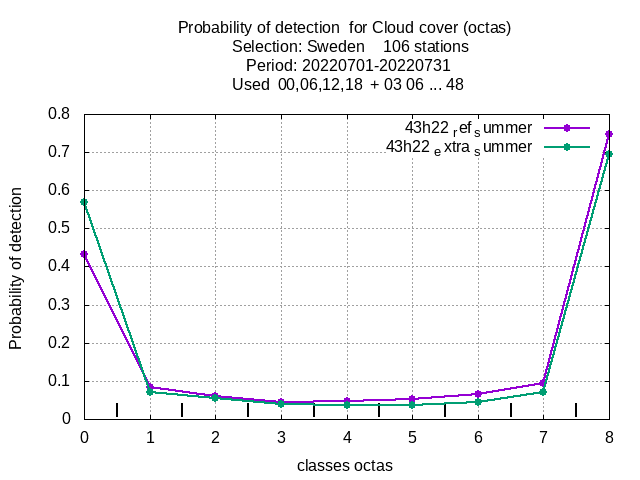 Probability of detection  for Cloud cover (octas)
Selection: Sweden    106 stations
Period: 20220701-20220731
Used  00,06,12,18  + 03 06 ... 48
0.8
0.7
0.6
0.5
0.4
0.3
0.2
0.1
0
Probability of detection
43h22 ref summer
43h22 extra summer
0 1 2 3 4 5 6 7 8
classes octas